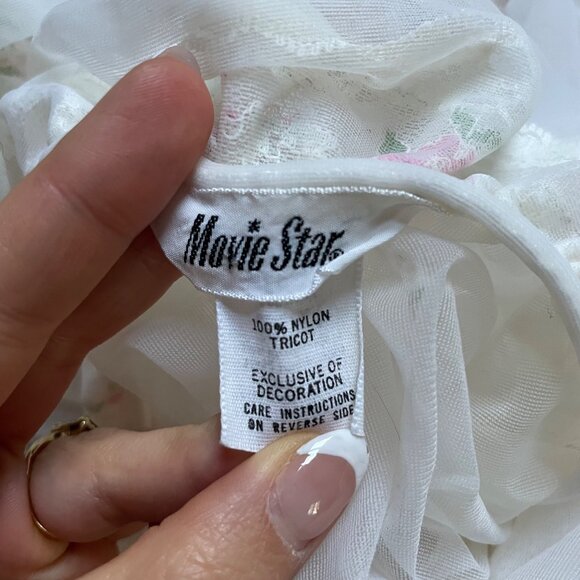 Movie Star®
100% NYLON
TRICOT
EXCLUSIVE OF
DECORATION
CARE INSTRUCTIONS
ON REVERSE SIDE